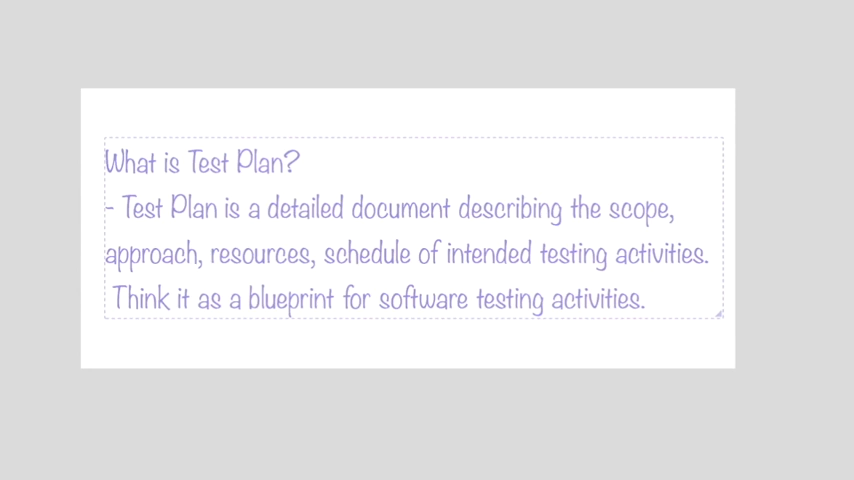 What is Test Plan?
- Test Plan is a detailed document describing the scope,
approach, resources, schedule of intended testing activities.
Think it as a blueprint for software testing activities.